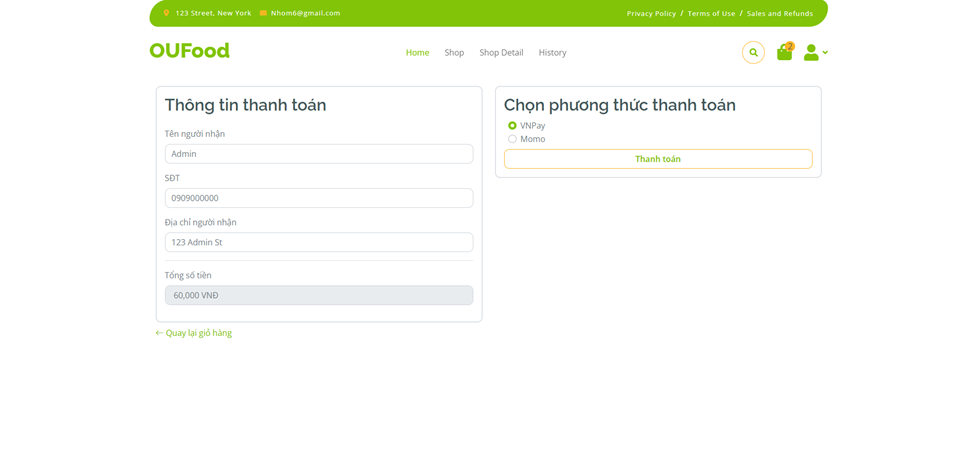 123 Street, New York Nhom6@gmail.com Privacy Policy / Terms of Use / Sales and Refunds
OUFood Home Shop Shop Detail History 2
Thông tin thanh toán
Tên người nhận
Admin
SĐT
0909000000
Địa chỉ người nhận
123 Admin St
Tổng số tiền
60,000 VNĐ
← Quay lại giỏ hàng
Chọn phương thức thanh toán
VNPay
Momo
Thanh toán